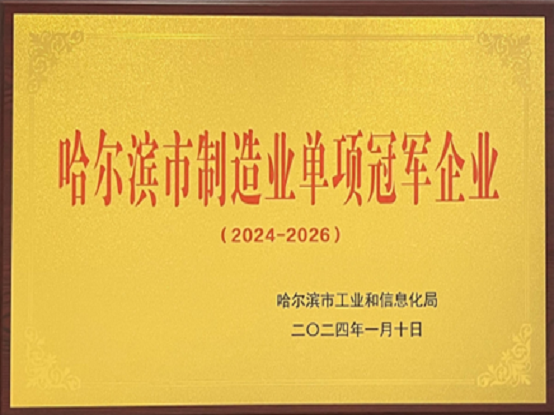 哈尔滨市制造业单项冠军企业
（2024-2026）
哈尔滨市工业和信息化局
二〇二四年一月十日